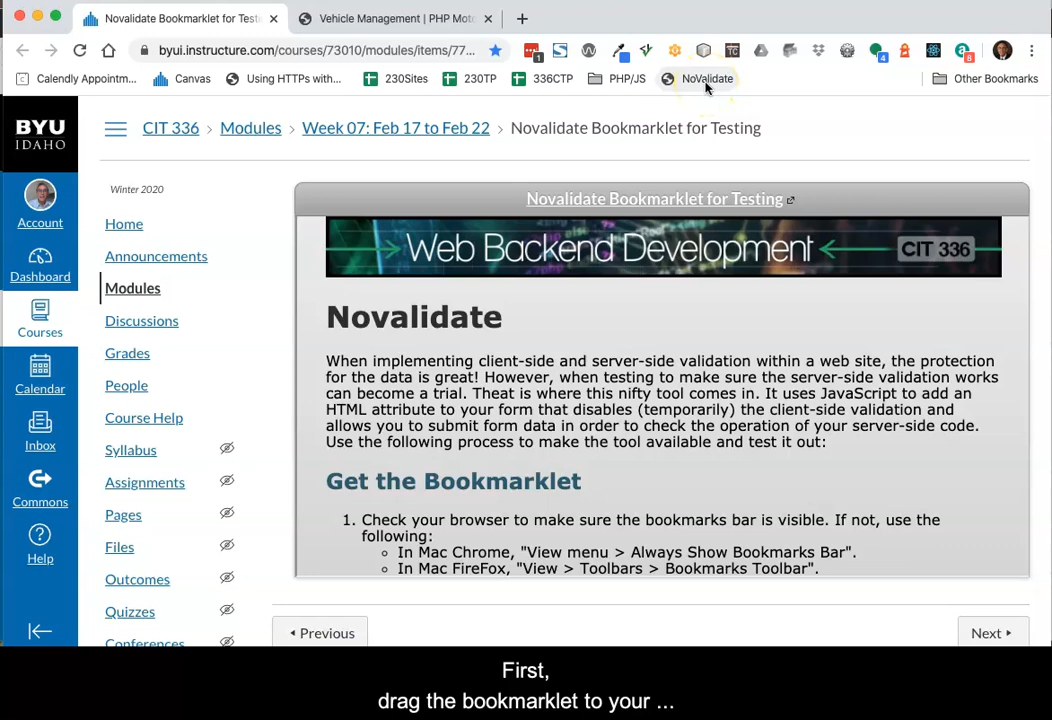 Novalidate Bookmarklet for Teste
Vehicle Management | PHP Moto
byui.instructure.com/courses/73010/modules/items/77...
1
TC
4
a
8
Calendly Appointm...
Canvas
Using HTTPs with...
230Sites
230TP
336CTP
PHP/JS
NoValidate
Other Bookmarks
BYU
IDAHO
CIT 336 > Modules > Week 07: Feb 17 to Feb 22 > Novalidate Bookmarklet for Testing
Winter 2020
Account
Dashboard
Courses
Calendar
Inbox
Commons
Help
Home
Announcements
Modules
Discussions
Grades
People
Course Help
Syllabus
Assignments
Pages
Files
Outcomes
Quizzes
Conferences
Novalidate Bookmarklet for Testing
Web Backend Development
CIT 336
Novalidate
When implementing client-side and server-side validation within a web site, the protection
for the data is great! However, when testing to make sure the server-side validation works
can become a trial. Theat is where this nifty tool comes in. It uses JavaScript to add an
HTML attribute to your form that disables (temporarily) the client-side validation and
allows you to submit form data in order to check the operation of your server-side code.
Use the following process to make the tool available and test it out:
Get the Bookmarklet
1. Check your browser to make sure the bookmarks bar is visible. If not, use the
following:
In Mac Chrome, "View menu > Always Show Bookmarks Bar".
In Mac FireFox, "View > Toolbars > Bookmarks Toolbar".
Previous
Next
First,
drag the bookmarklet to your ...